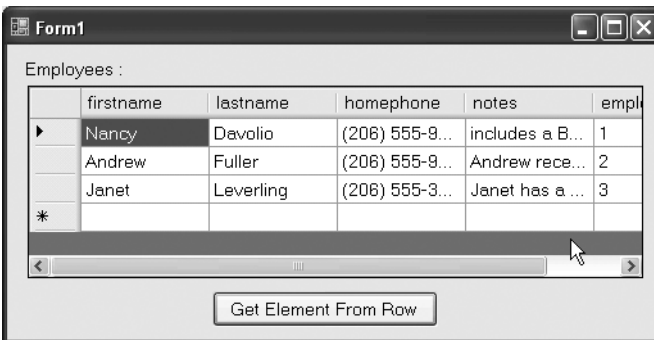 Form1
Employees :
firstname lastname homephone notes emplo
Nancy Davolio (206) 555-9... includes a B... 1
Andrew Fuller (206) 555-9... Andrew rece... 2
Janet Leverling (206) 555-3... Janet has a ... 3
Get Element From Row